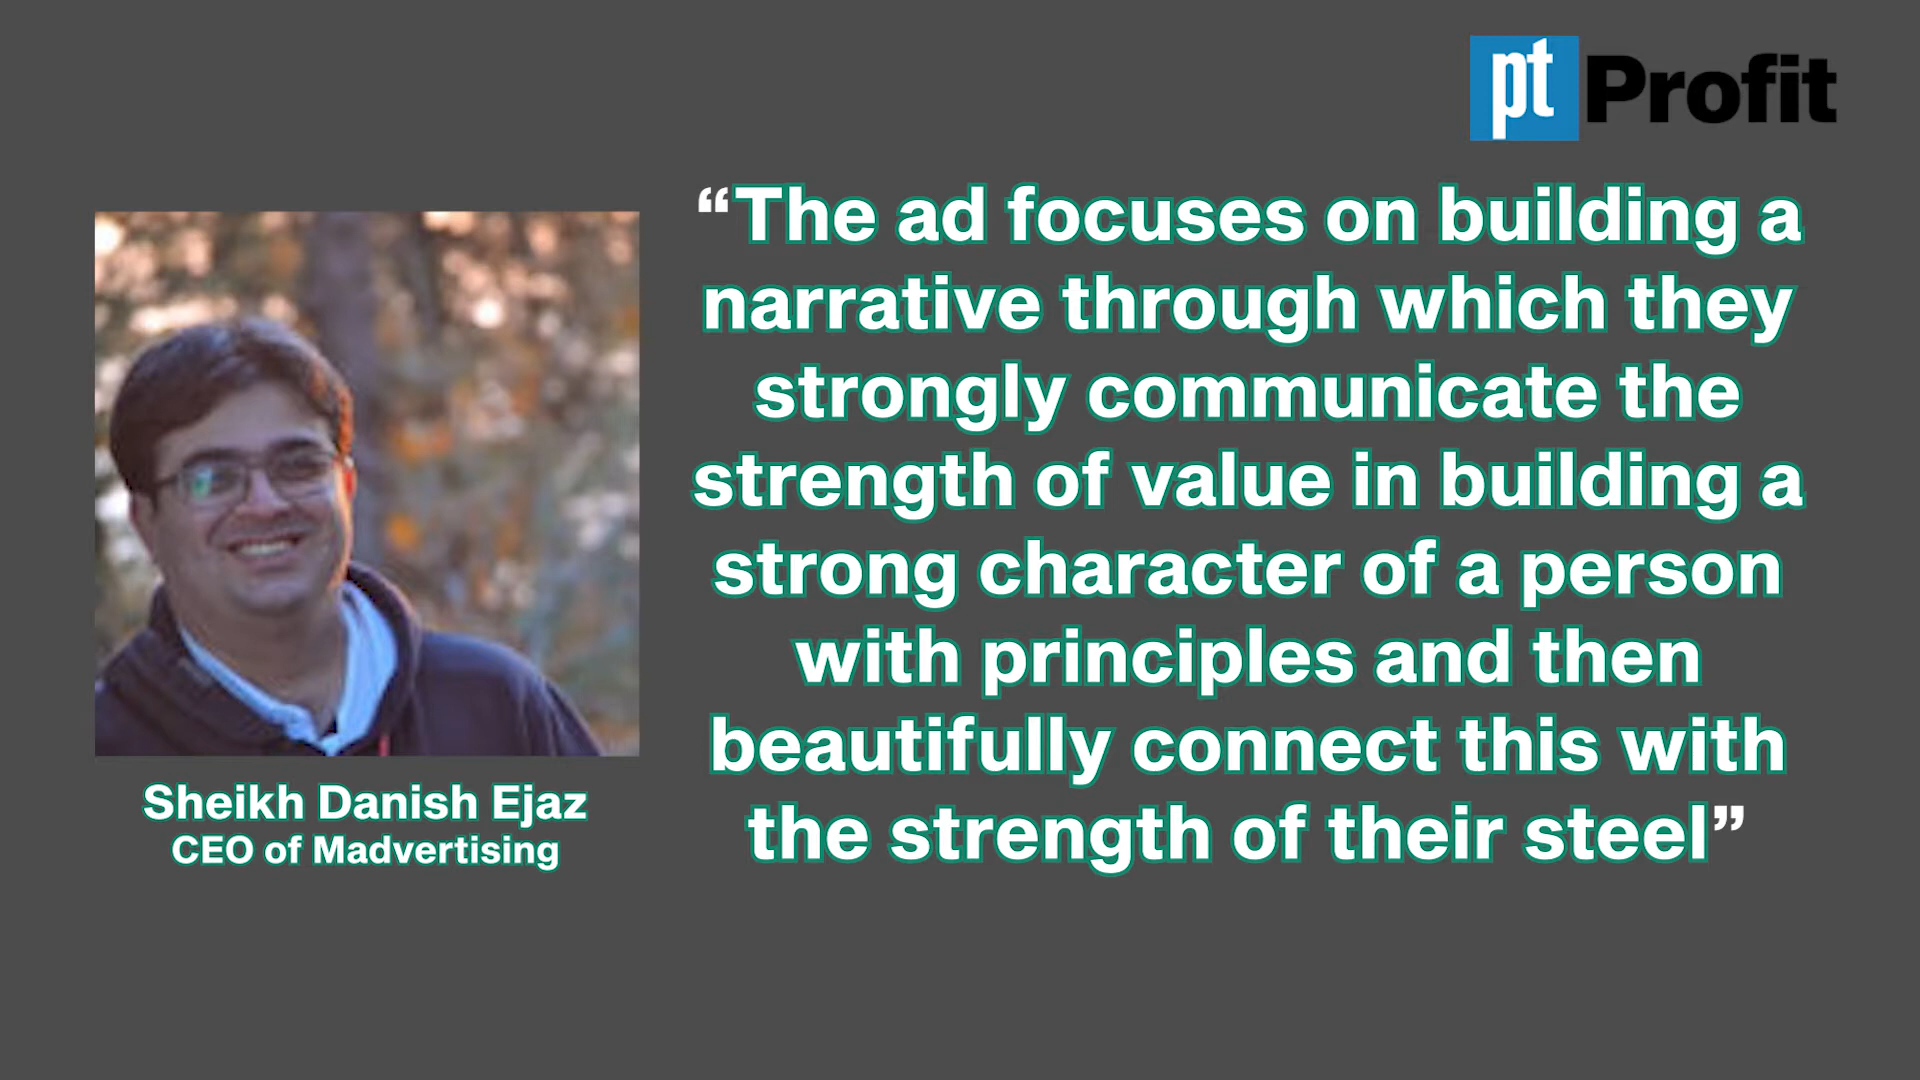 pt Profit
“The ad focuses on building a
narrative through which they
strongly communicate the
strength of value in building a
strong character of a person
with principles and then
beautifully connect this with
the strength of their steel”
Sheikh Danish Ejaz
CEO of Madvertising